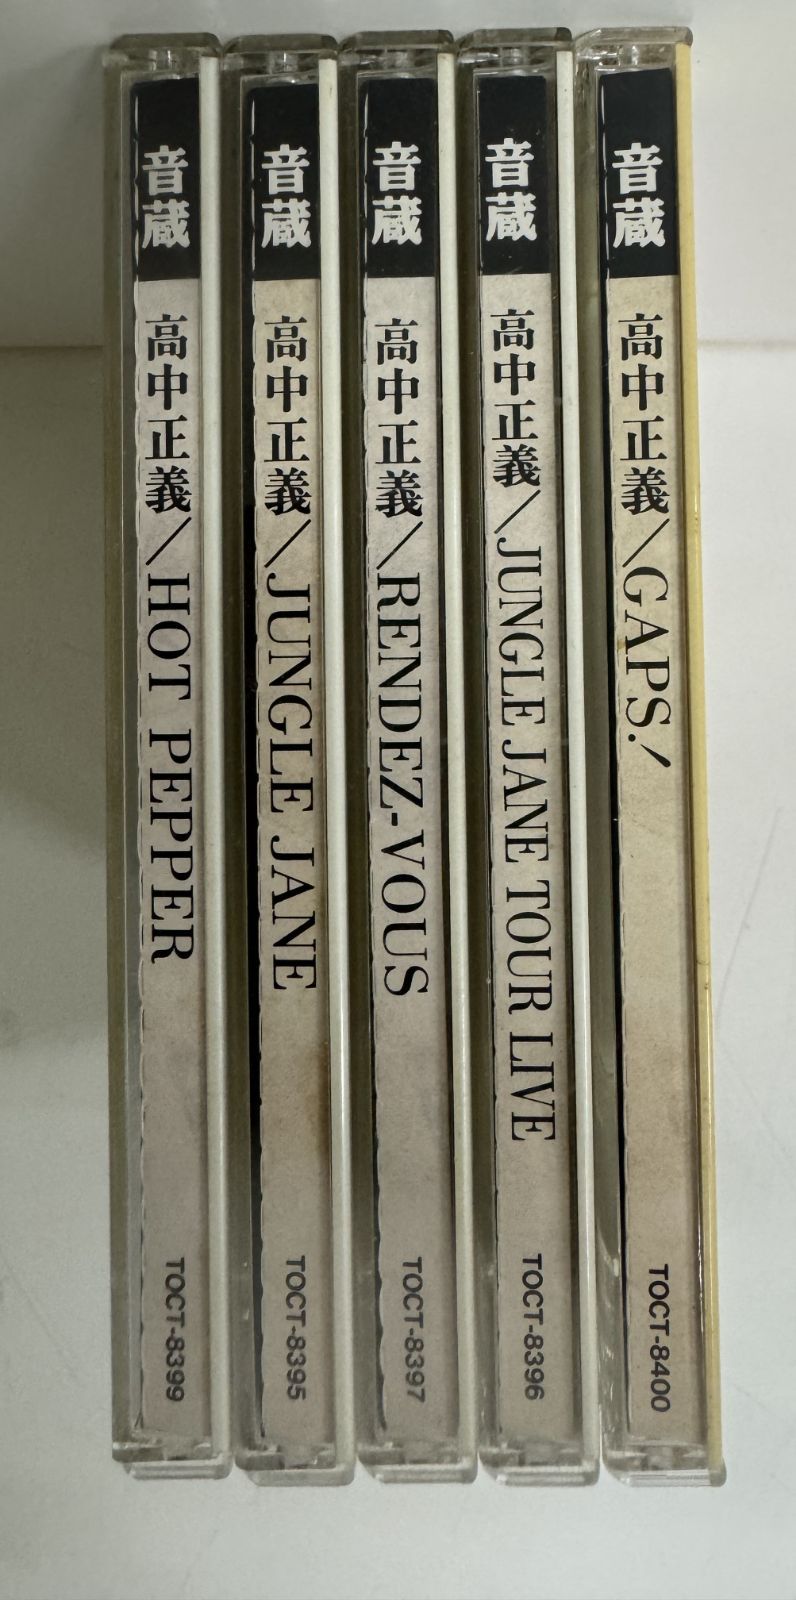 音蔵
高中正義/HOT PEPPER
TOCT-8399
音蔵
高中正義/JUNGLE JANE
TOCT-8395
音蔵
高中正義/RENDEZ-VOUS
TOCT-8397
音蔵
高中正義/JUNGLE JANE TOUR LIVE
TOCT-8396
音蔵
高中正義/GAPS!
TOCT-8400